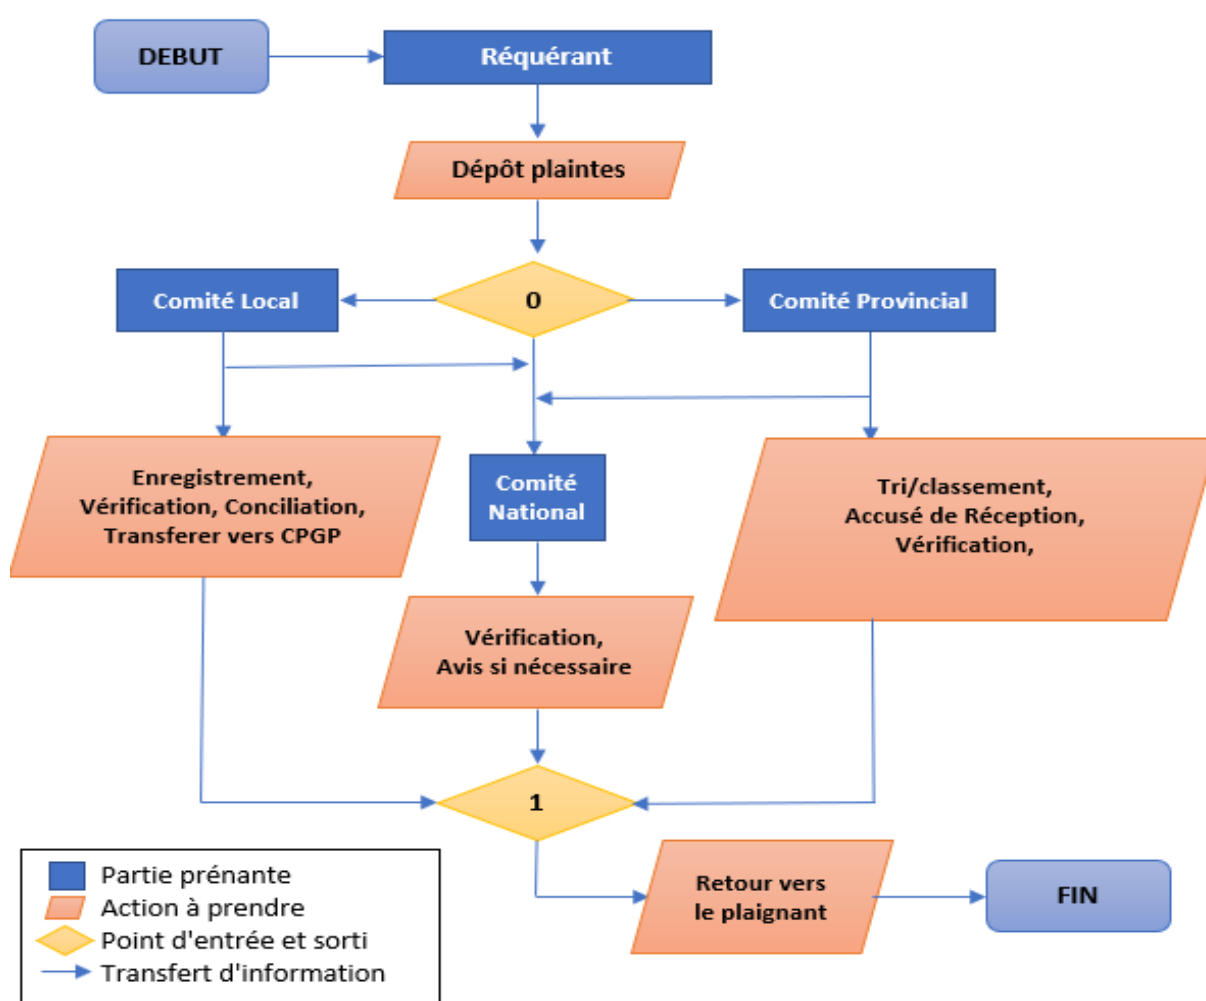 DEBUT
Réquérant
Dépôt plaintes
Comité Local
0
Comité Provincial
Enregistrement,
Vérification, Conciliation,
Transferer vers CPGP
Comité
National
Tri/classement,
Accusé de Réception,
Vérification,
Vérification,
Avis si nécessaire
1
Retour vers
le plaignant
FIN
Partie prénante
Action à prendre
Point d'entrée et sorti
Transfert d'information